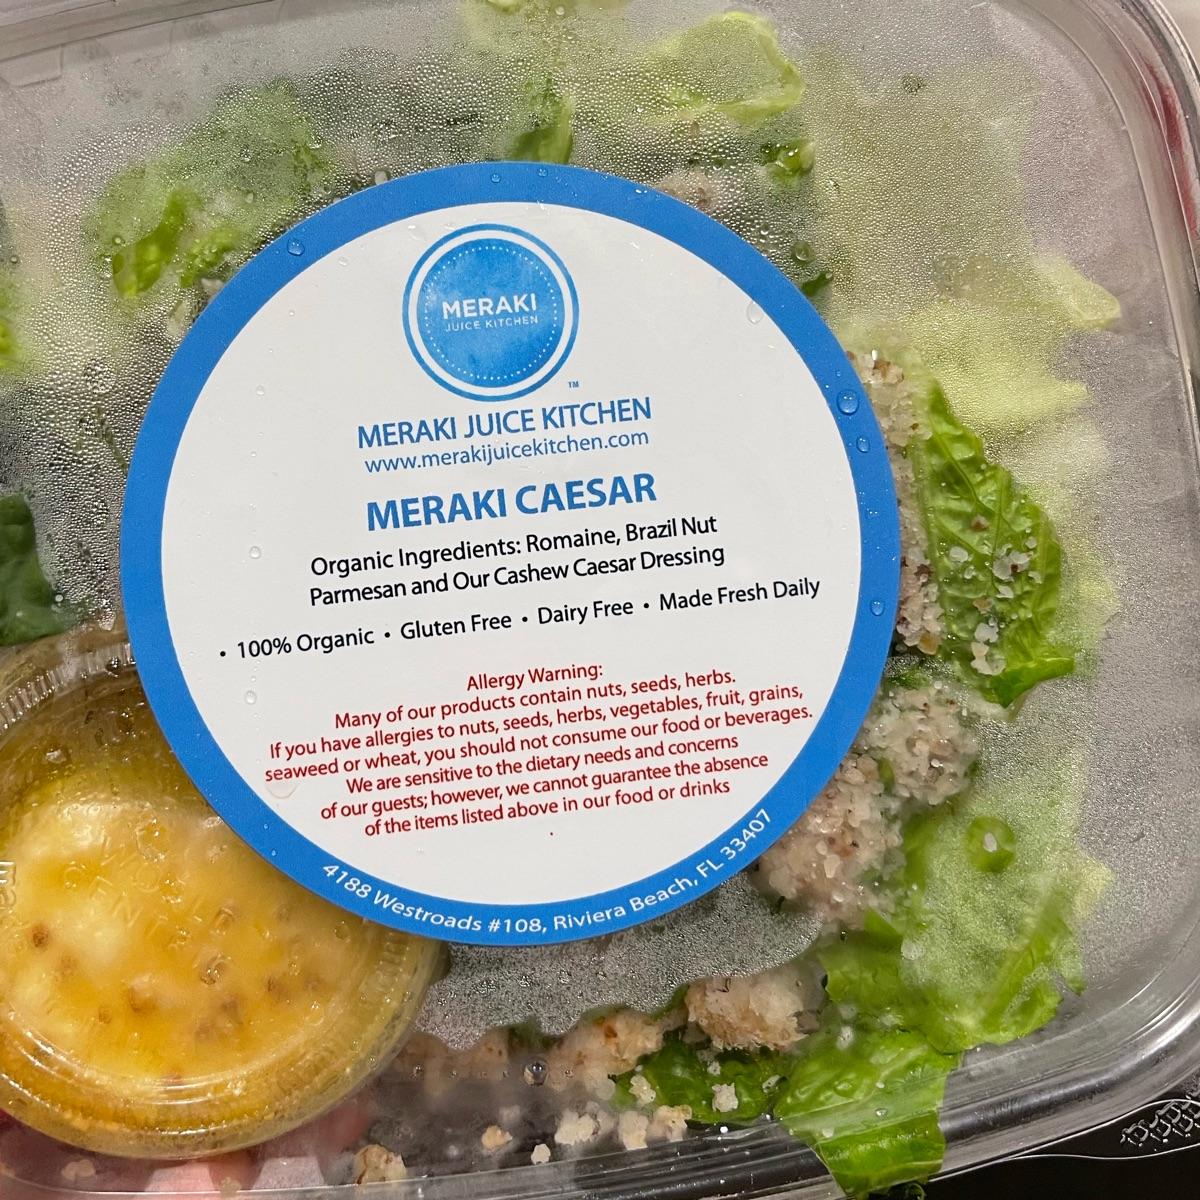 MERAKI
JUICE KITCHEN
TM
MERAKI JUICE KITCHEN
www.merakijuicekitchen.com
MERAKI CAESAR
Organic Ingredients: Romaine, Brazil Nut
Parmesan and Our Cashew Caesar Dressing
• 100% Organic • Gluten Free • Dairy Free • Made Fresh Daily
Allergy Warning:
Many of our products contain nuts, seeds, herbs.
If you have allergies to nuts, seeds, herbs, vegetables, fruit, grains,
seaweed or wheat, you should not consume our food or beverages.
We are sensitive to the dietary needs and concerns
of our guests; however, we cannot guarantee the absence
of the items listed above in our food or drinks
.
4188 Westroads #108, Riviera Beach, FL 33407